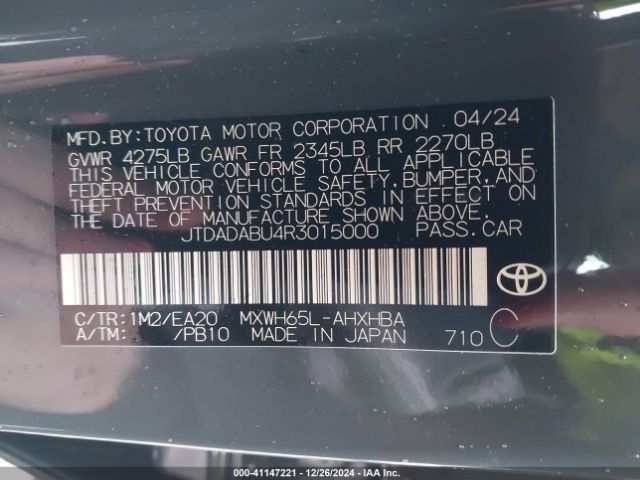 MFD.BY:TOYOTA MOTOR CORPORATION 04/24
GVWR 4275LB GAWR FR 2345LB RR 2270LB
THIS VEHICLE CONFORMS TO ALL APPLICABLE
FEDERAL MOTOR VEHICLE SAFETY,BUMPER,AND
THEFT PREVENTION STANDARDS IN EFFECT ON
THE DATE OF MANUFACTURE SHOWN ABOVE.
JTDADABU4R3015000 PASS.CAR
C/TR:1M2/EA20 MXWH65L-AHXHBA
A/TM: /PB10 MADE IN JAPAN 710 C
000-41147221 - 12/26/2024 - IAA Inc.